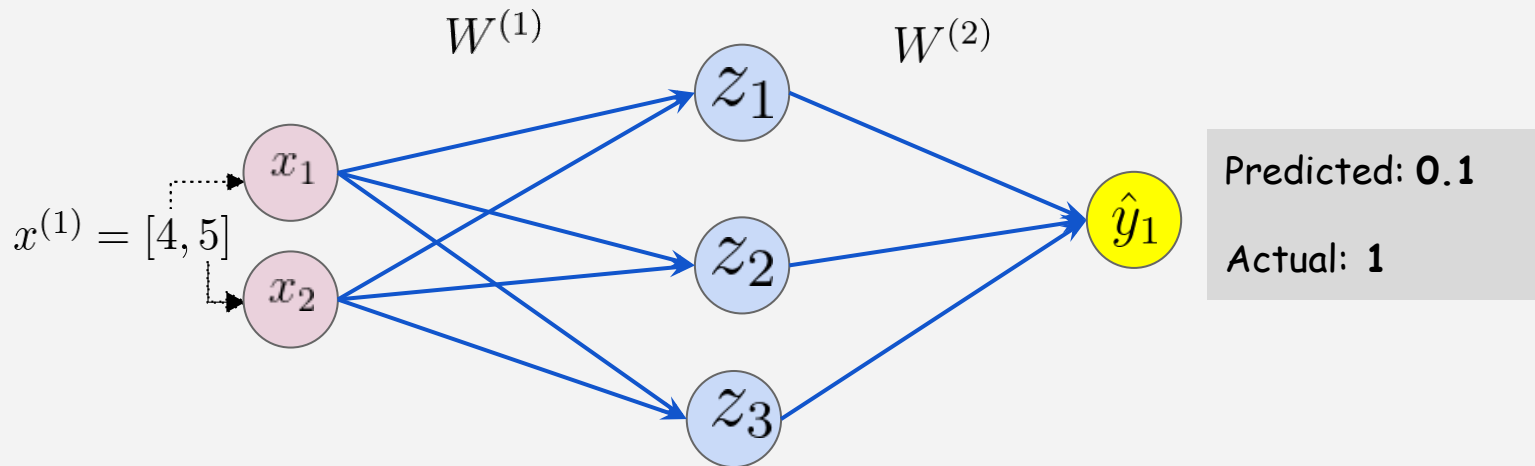 W^{(1)}
W^{(2)}
z_1
x_1
Predicted: 0.1
x^{(1)} = [4, 5]
ŷ_1
z_2
Actual: 1
x_2
z_3